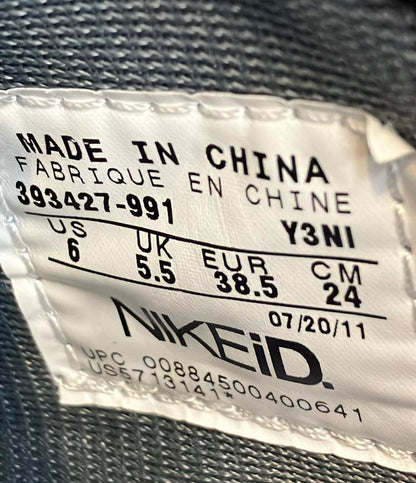 MADE IN CHINA
FABRIQUE EN CHINE
393427-991 Y3NI
US UK EUR CM
6 5.5 38.5 24
07/20/11
NIKEiD.
UPC 00884500400641
US5713141*